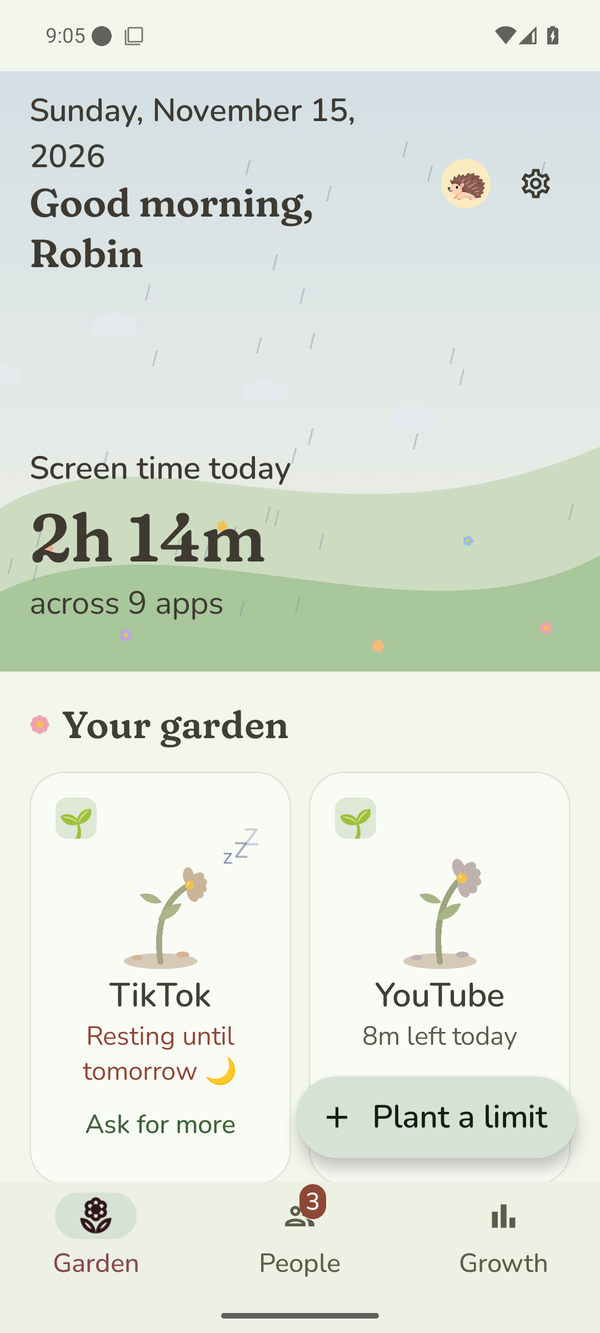 9:05
Sunday, November 15,
2026
Good morning,
Robin
Screen time today
2h 14m
across 9 apps
Your garden
z z Z
TikTok
Resting until
tomorrow 🌙
Ask for more
YouTube
8m left today
+ Plant a limit
3
Garden
People
Growth